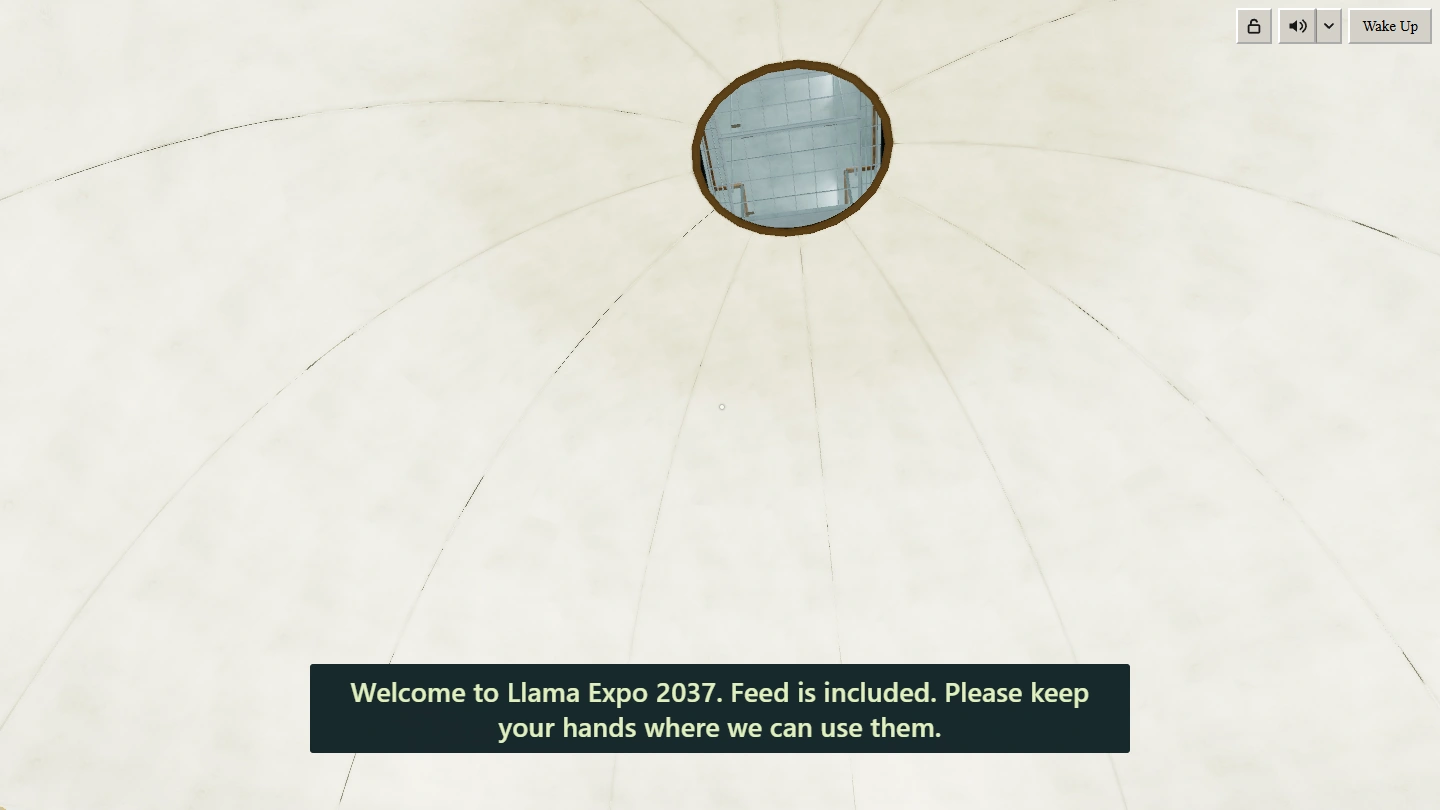 Wake Up
Welcome to Llama Expo 2037. Feed is included. Please keep
your hands where we can use them.